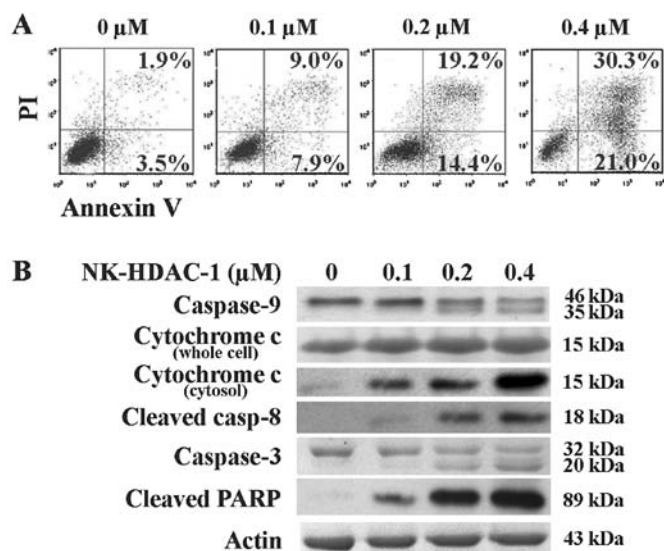 A
0 µM 0.1 µM 0.2 µM 0.4 µM
1.9% 9.0% 19.2% 30.3%
PI
3.5% 7.9% 14.4% 21.0%
Annexin V
B
NK-HDAC-1 (µM) 0 0.1 0.2 0.4
Caspase-9 46 kDa
35 kDa
Cytochrome c
(whole cell) 15 kDa
Cytochrome c
(cytosol) 15 kDa
Cleaved casp-8 18 kDa
Caspase-3 32 kDa
20 kDa
Cleaved PARP 89 kDa
Actin 43 kDa